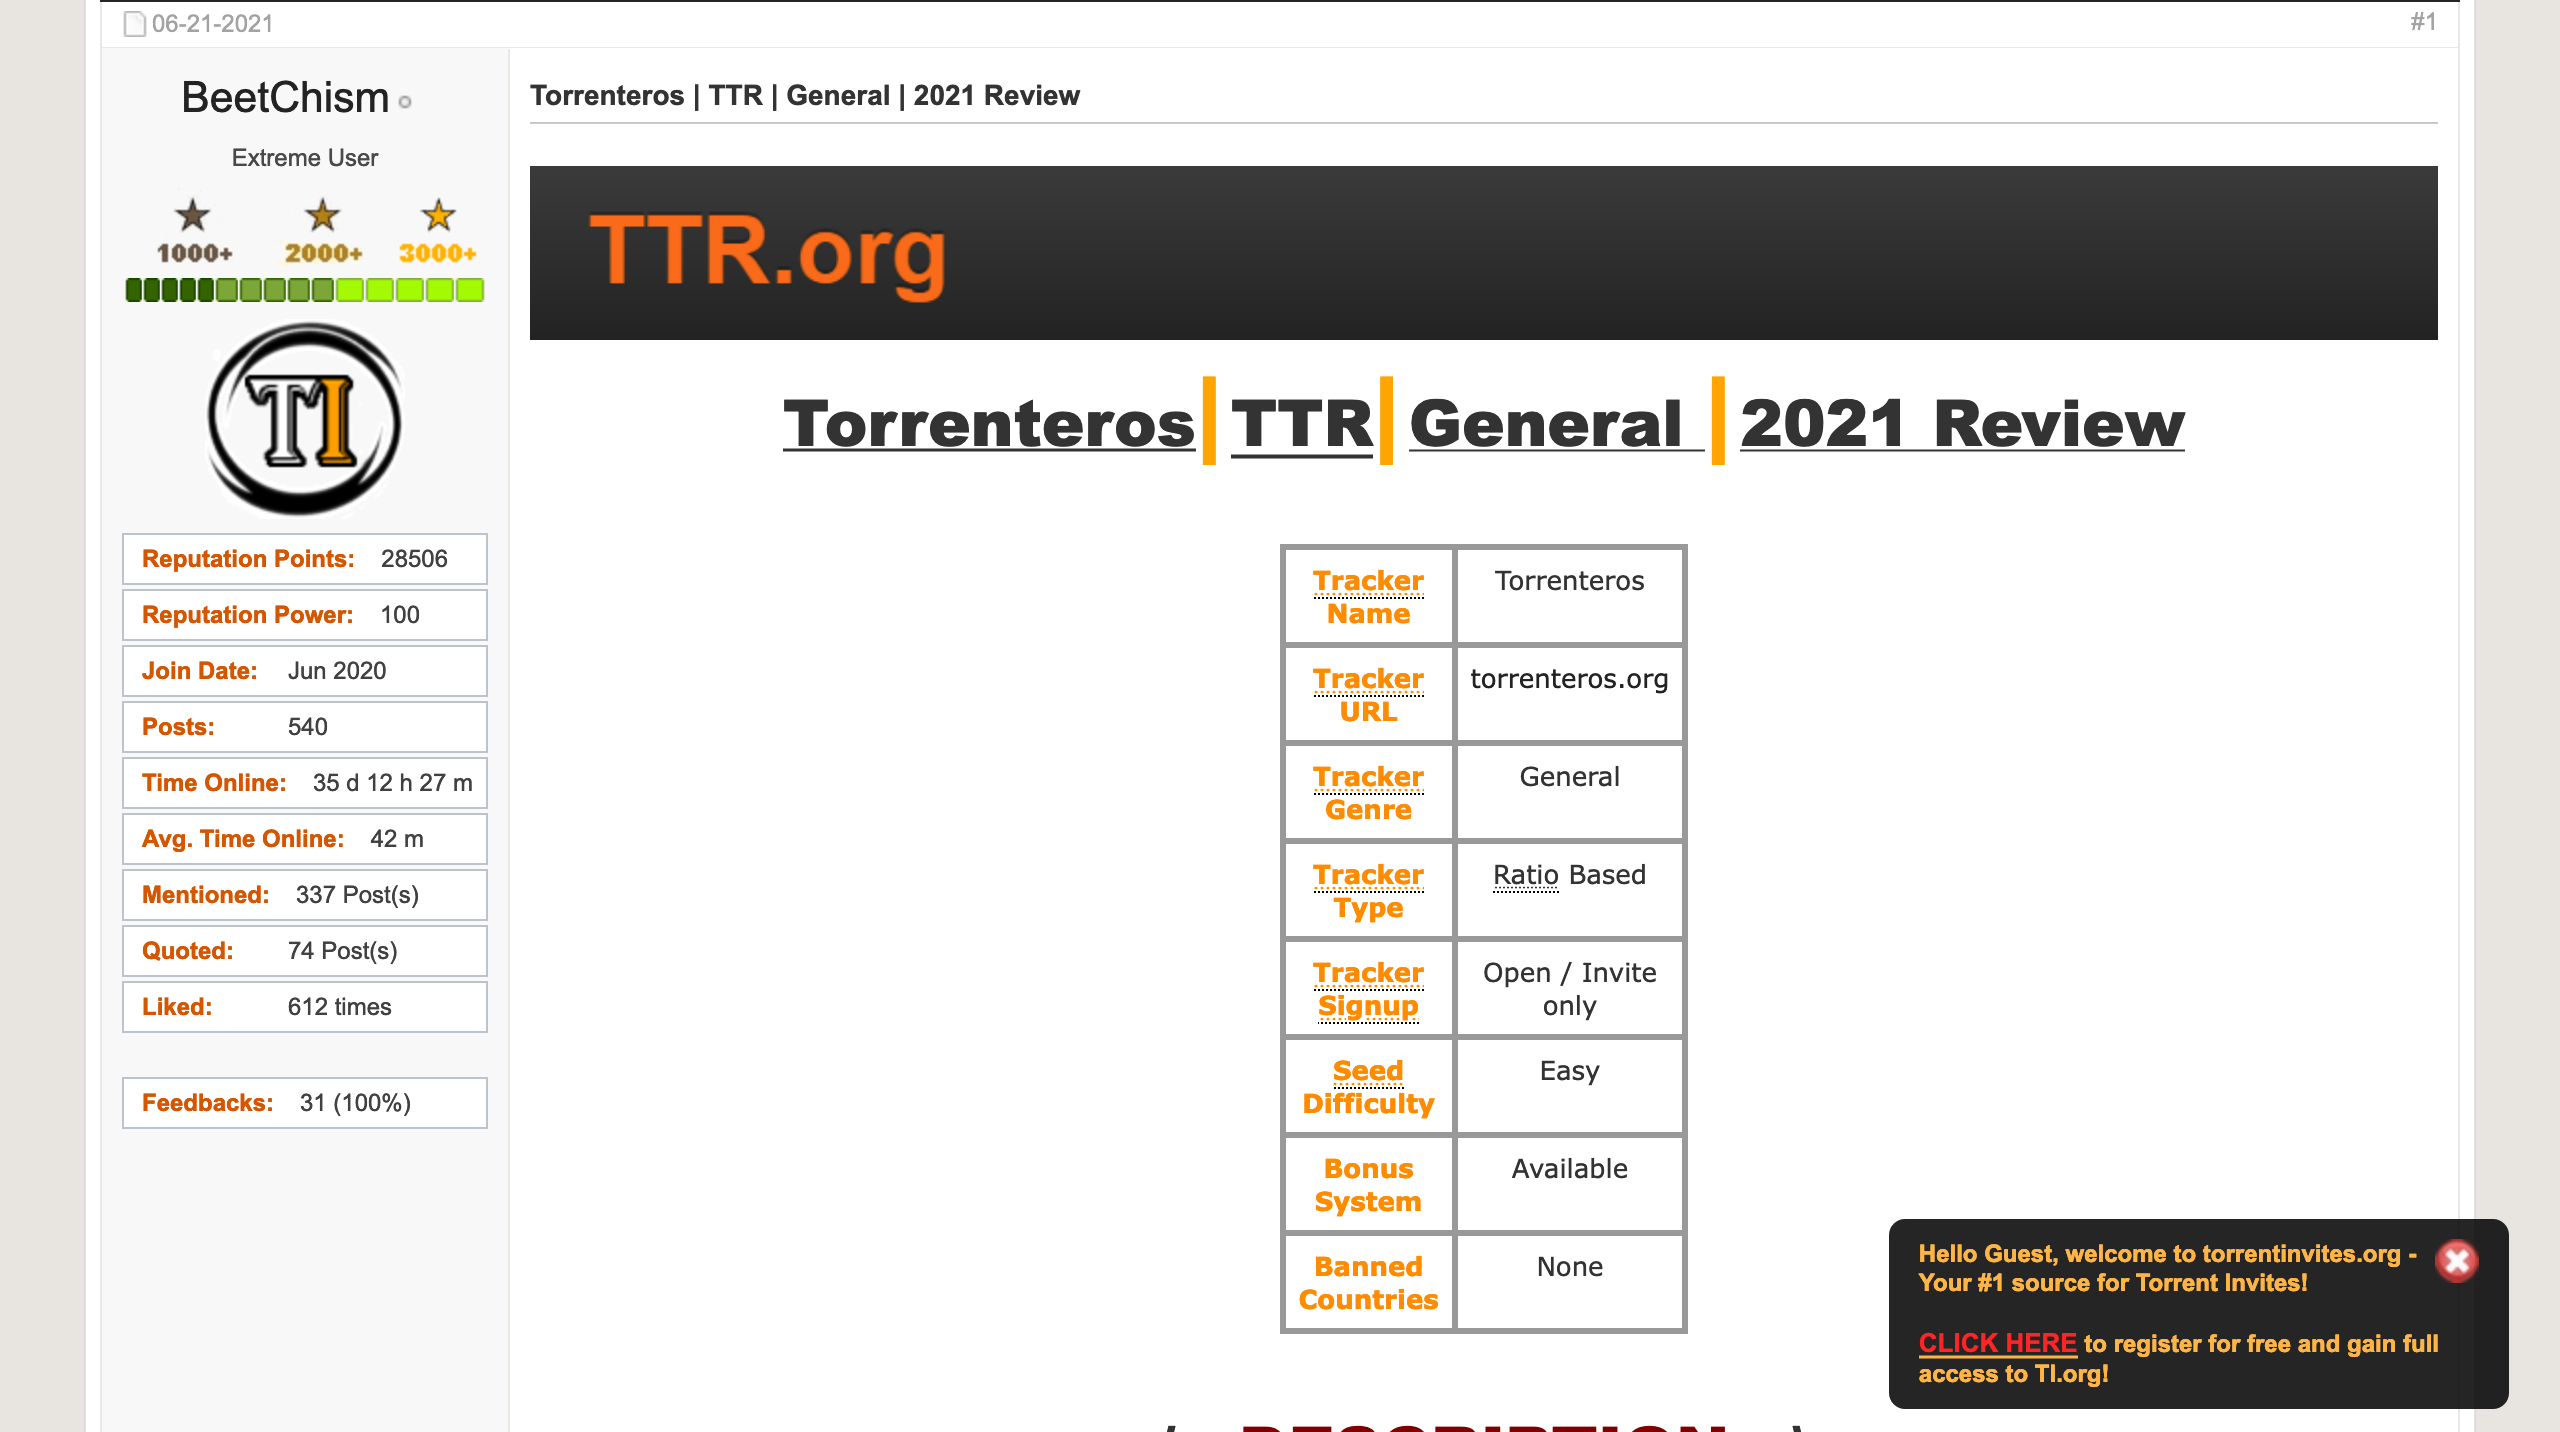 06-21-2021
#1
BeetChism
Extreme User
1000+ 2000+ 3000+
TI
Reputation Points: 28506
Reputation Power: 100
Join Date: Jun 2020
Posts: 540
Time Online: 35 d 12 h 27 m
Avg. Time Online: 42 m
Mentioned: 337 Post(s)
Quoted: 74 Post(s)
Liked: 612 times
Feedbacks: 31 (100%)
Torrenteros | TTR | General | 2021 Review
TTR.org
Torrenteros | TTR | General | 2021 Review
Tracker Name
Torrenteros
Tracker URL
torrenteros.org
Tracker Genre
General
Tracker Type
Ratio Based
Tracker Signup
Open / Invite only
Seed Difficulty
Easy
Bonus System
Available
Banned Countries
None
Hello Guest, welcome to torrentinvites.org -
Your #1 source for Torrent Invites!
CLICK HERE to register for free and gain full
access to TI.org!